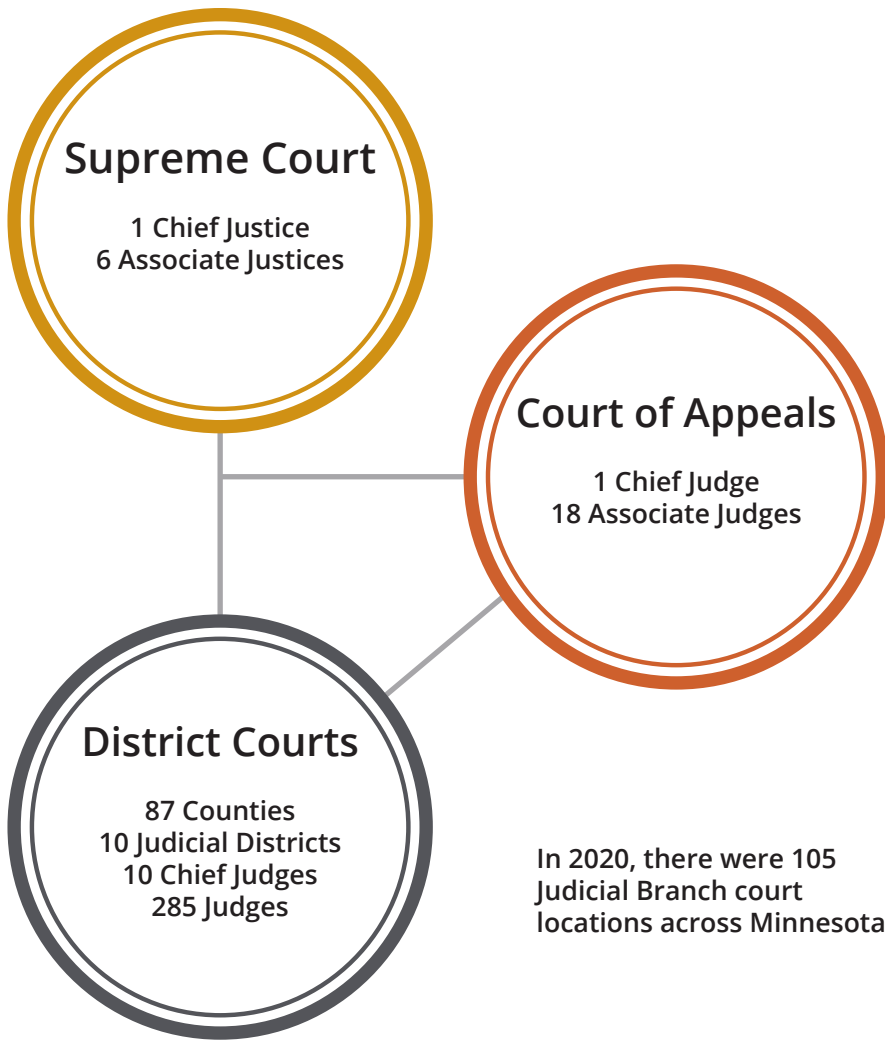 Supreme Court
1 Chief Justice
6 Associate Justices
Court of Appeals
1 Chief Judge
18 Associate Judges
District Courts
87 Counties
10 Judicial Districts
10 Chief Judges
285 Judges
In 2020, there were 105
Judicial Branch court
locations across Minnesota